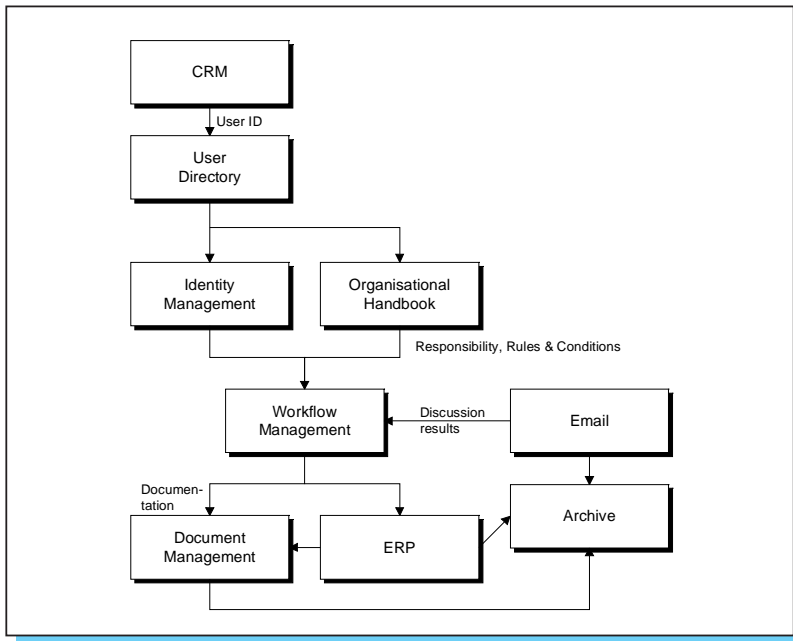 CRM
User ID
User
Directory
Identity
Management
Organisational
Handbook
Responsibility, Rules & Conditions
Workflow
Management
Discussion
results
Email
Documen-
tation
Document
Management
ERP
Archive